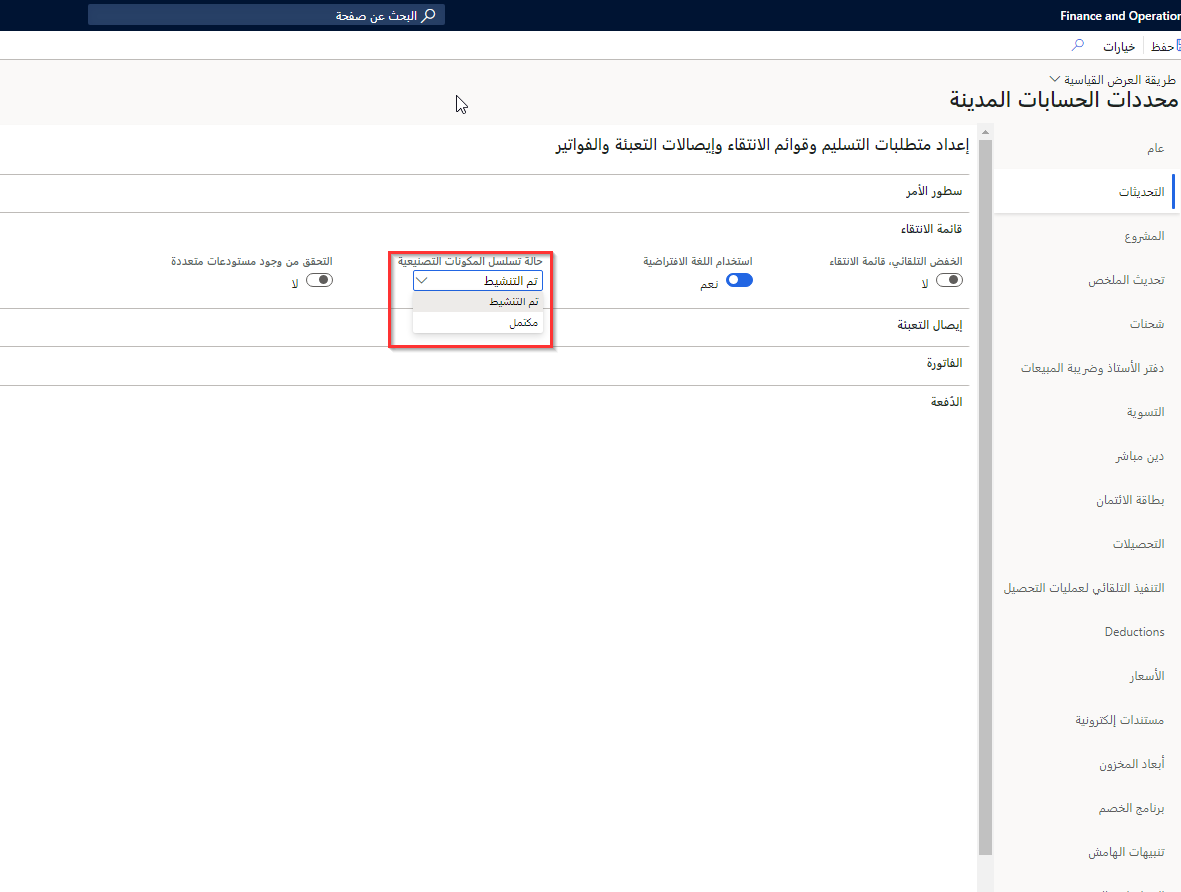 Finance and Operation
البحث عن صفحة
حفظ
خيارات
طريقة العرض القياسية
محددات الحسابات المدينة
عام
التحديثات
المشروع
تحديث الملخص
شحنات
دفتر الأستاذ وضريبة المبيعات
التسوية
دين مباشر
بطاقة الائتمان
التحصيلات
التنفيذ التلقائي لعمليات التحصيل
Deductions
الأسعار
مستندات إلكترونية
أبعاد المخزون
برنامج الخصم
تنبيهات الهامش
إعداد متطلبات التسليم وقوائم الانتقاء وإيصالات التعبئة والفواتير
سطور الأمر
قائمة الانتقاء
الخفض التلقائي، قائمة الانتقاء
لا
استخدام اللغة الافتراضية
نعم
حالة تسلسل المكونات التصنيعية
تم التنشيط
تم التنشيط
مكتمل
التحقق من وجود مستودعات متعددة
لا
إيصال التعبئة
الفاتورة
الدُفعة